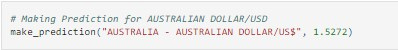 # Making Prediction for AUSTRALIAN DOLLAR/USD
make_prediction("AUSTRALIA - AUSTRALIAN DOLLAR/US$", 1.5272)